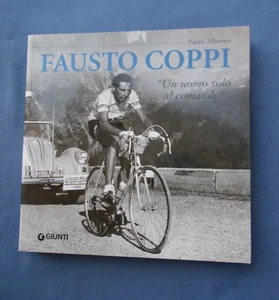 Paolo Alberati
FAUSTO COPPI
"Un uomo solo
al comando"
GIUNTI